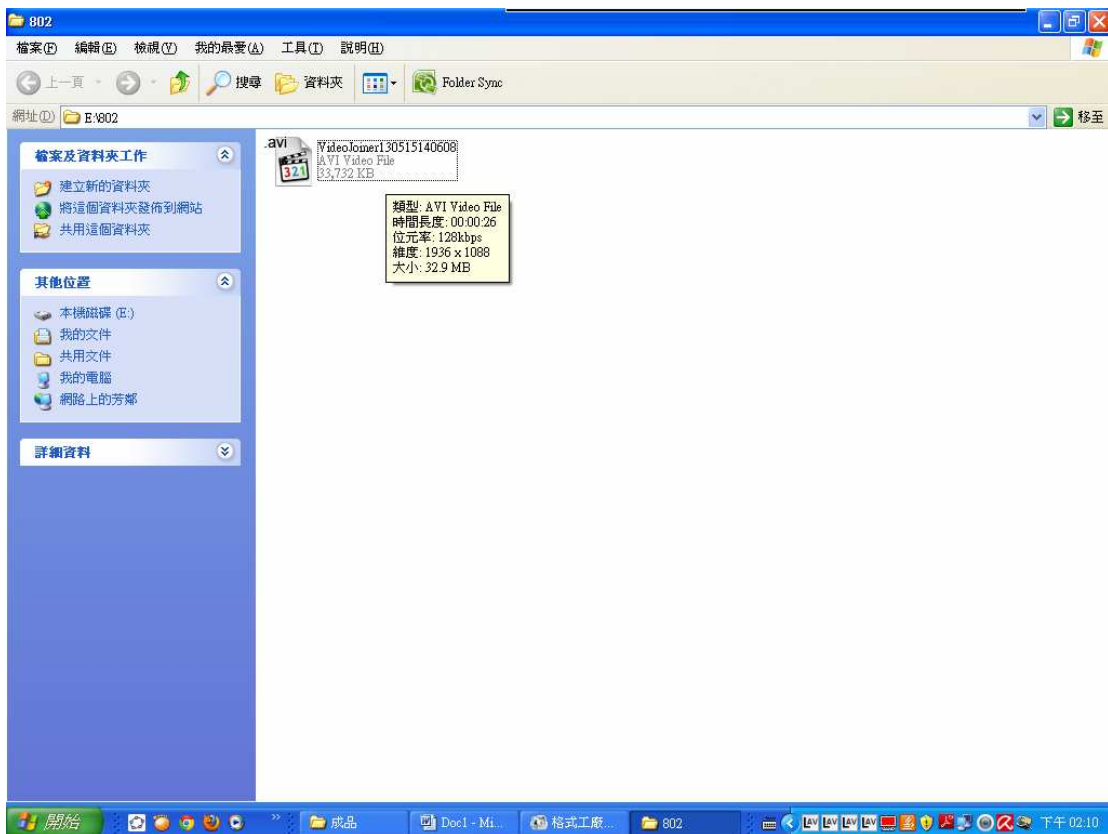 802
檔案(F) 編輯(E) 檢視(V) 我的最愛(A) 工具(T) 說明(H)
上一頁 搜尋 資料夾 Folder Sync
網址(D) E:\802 移至
檔案及資料夾工作
建立新的資料夾
將這個資料夾發佈到網站
共用這個資料夾
其他位置
本機磁碟 (E:)
我的文件
共用文件
我的電腦
網路上的芳鄰
詳細資料
.avi
321
VideoJoiner130515140608
AVI Video File
33,732 KB
類型: AVI Video File
時間長度: 00:00:26
位元率: 128kbps
維度: 1936 x 1088
大小: 32.9 MB
開始 成品 Doc1 - Mi... 格式工廠... 802 LAV LAV LAV LAV 下午 02:10